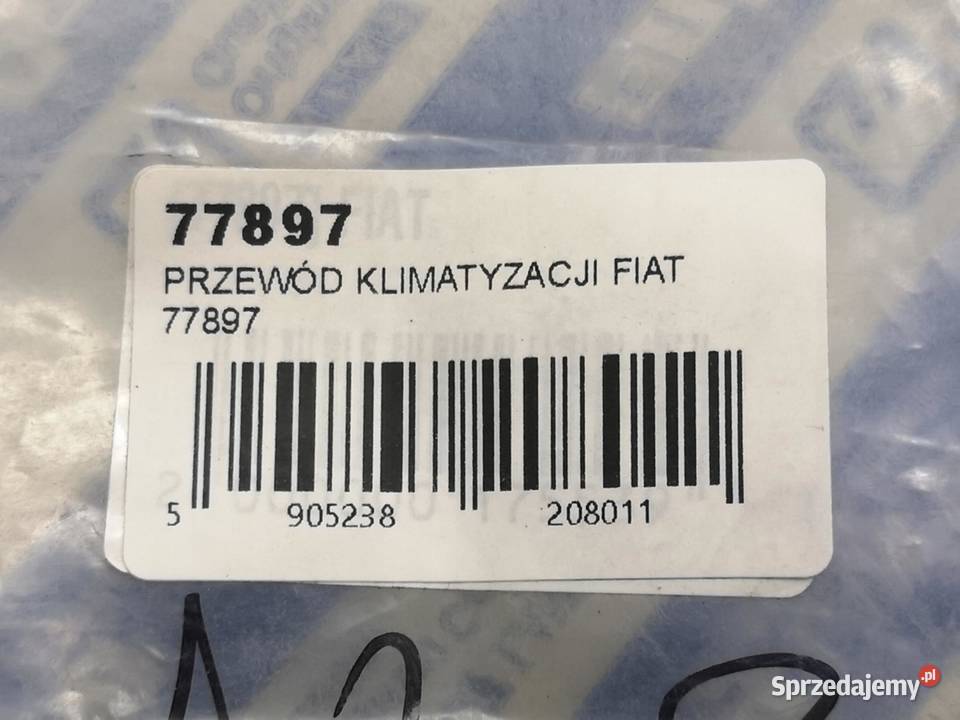 77897
PRZEWÓD KLIMATYZACJI FIAT
77897
5 905238 208011
Sprzedajemy.pl